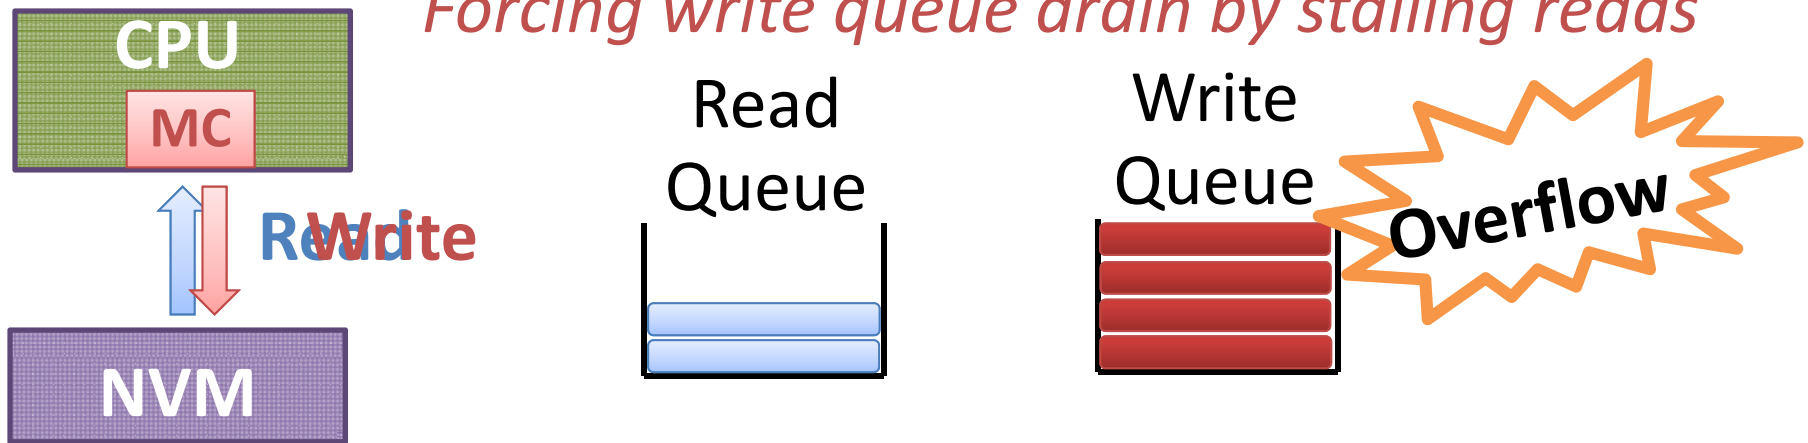 Forcing write queue drain by stalling reads
CPU
MC
Read
Write
NVM
Read
Queue
Write
Queue
Overflow